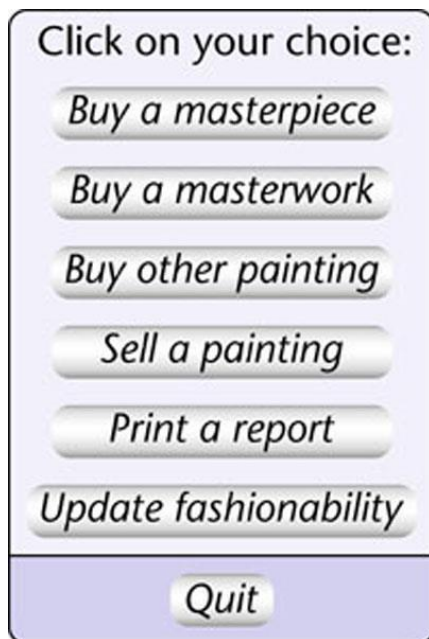 Click on your choice:
Buy a masterpiece
Buy a masterwork
Buy other painting
Sell a painting
Print a report
Update fashionability
Quit